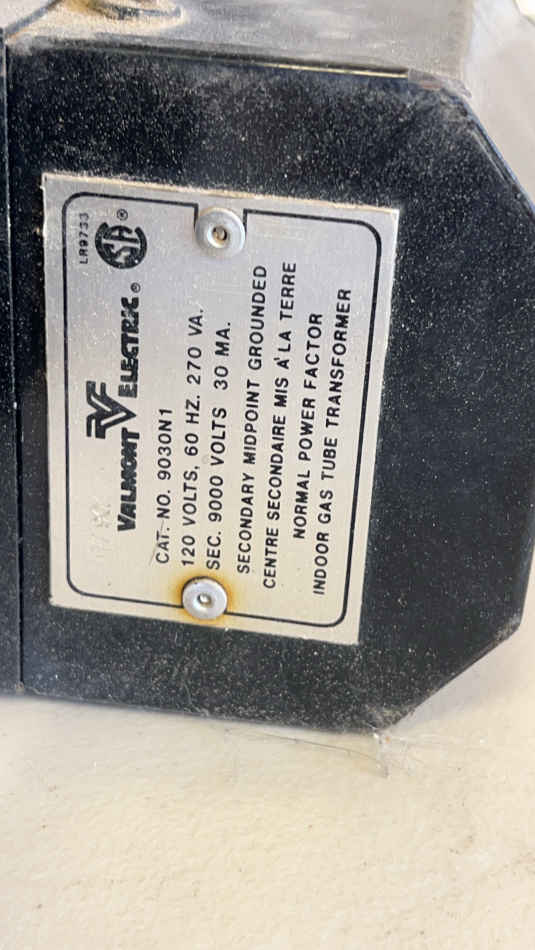 LR9733
VALMONT ELECTRIC®
CAT. NO. 9030N1
120 VOLTS, 60 HZ. 270 VA.
SEC. 9000 VOLTS 30 MA.
SECONDARY MIDPOINT GROUNDED
CENTRE SECONDAIRE MIS A' LA TERRE
NORMAL POWER FACTOR
INDOOR GAS TUBE TRANSFORMER